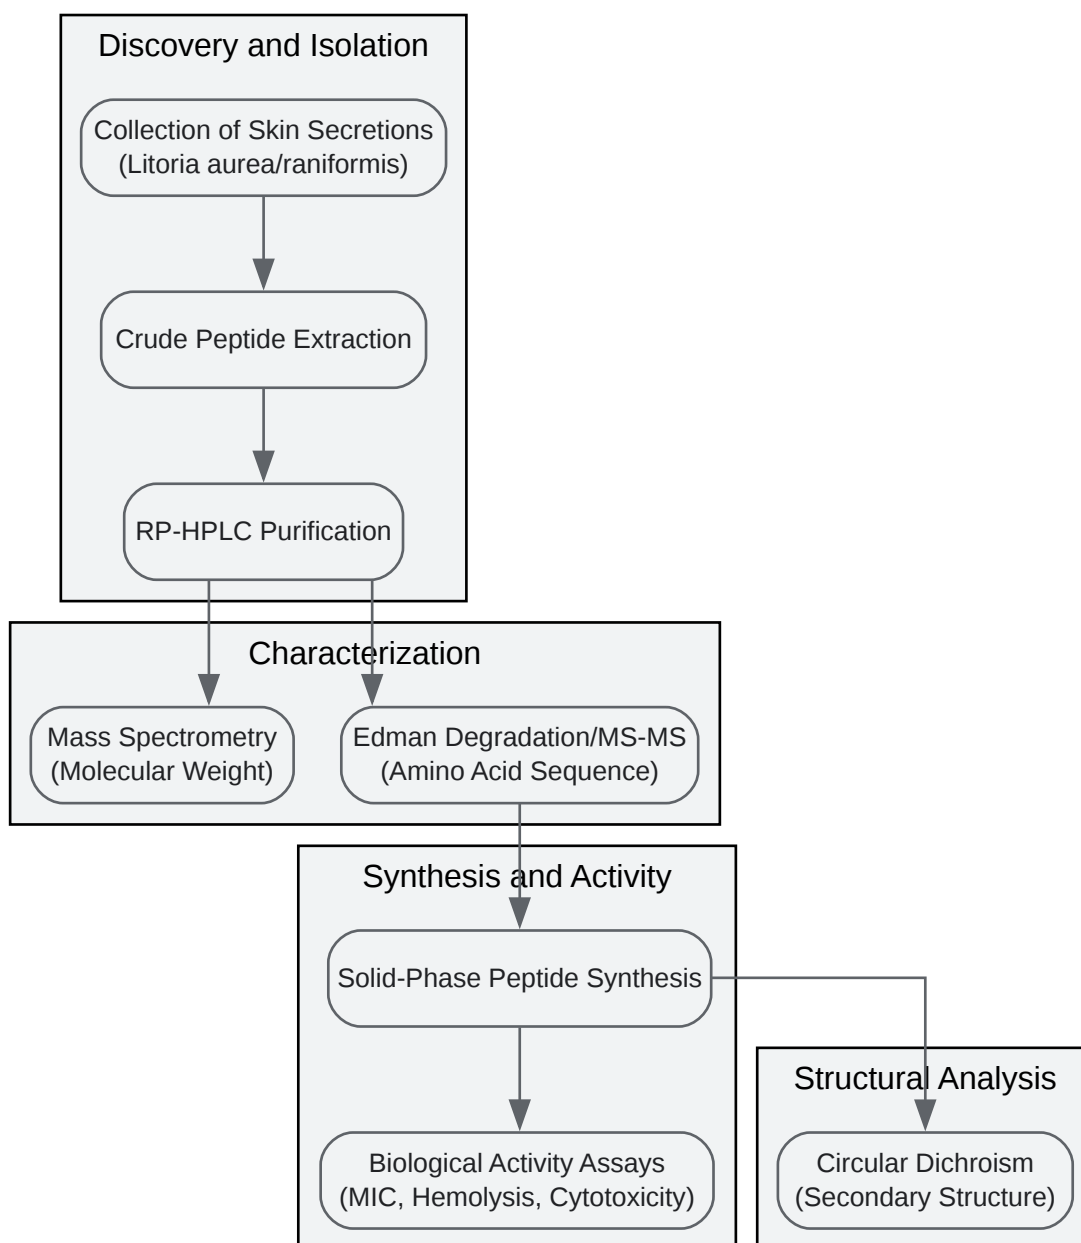 Discovery and Isolation
Collection of Skin Secretions
(Litoria aurea/raniformis)
Crude Peptide Extraction
RP-HPLC Purification
Characterization
Mass Spectrometry
(Molecular Weight)
Edman Degradation/MS-MS
(Amino Acid Sequence)
Synthesis and Activity
Solid-Phase Peptide Synthesis
Biological Activity Assays
(MIC, Hemolysis, Cytotoxicity)
Structural Analysis
Circular Dichroism
(Secondary Structure)